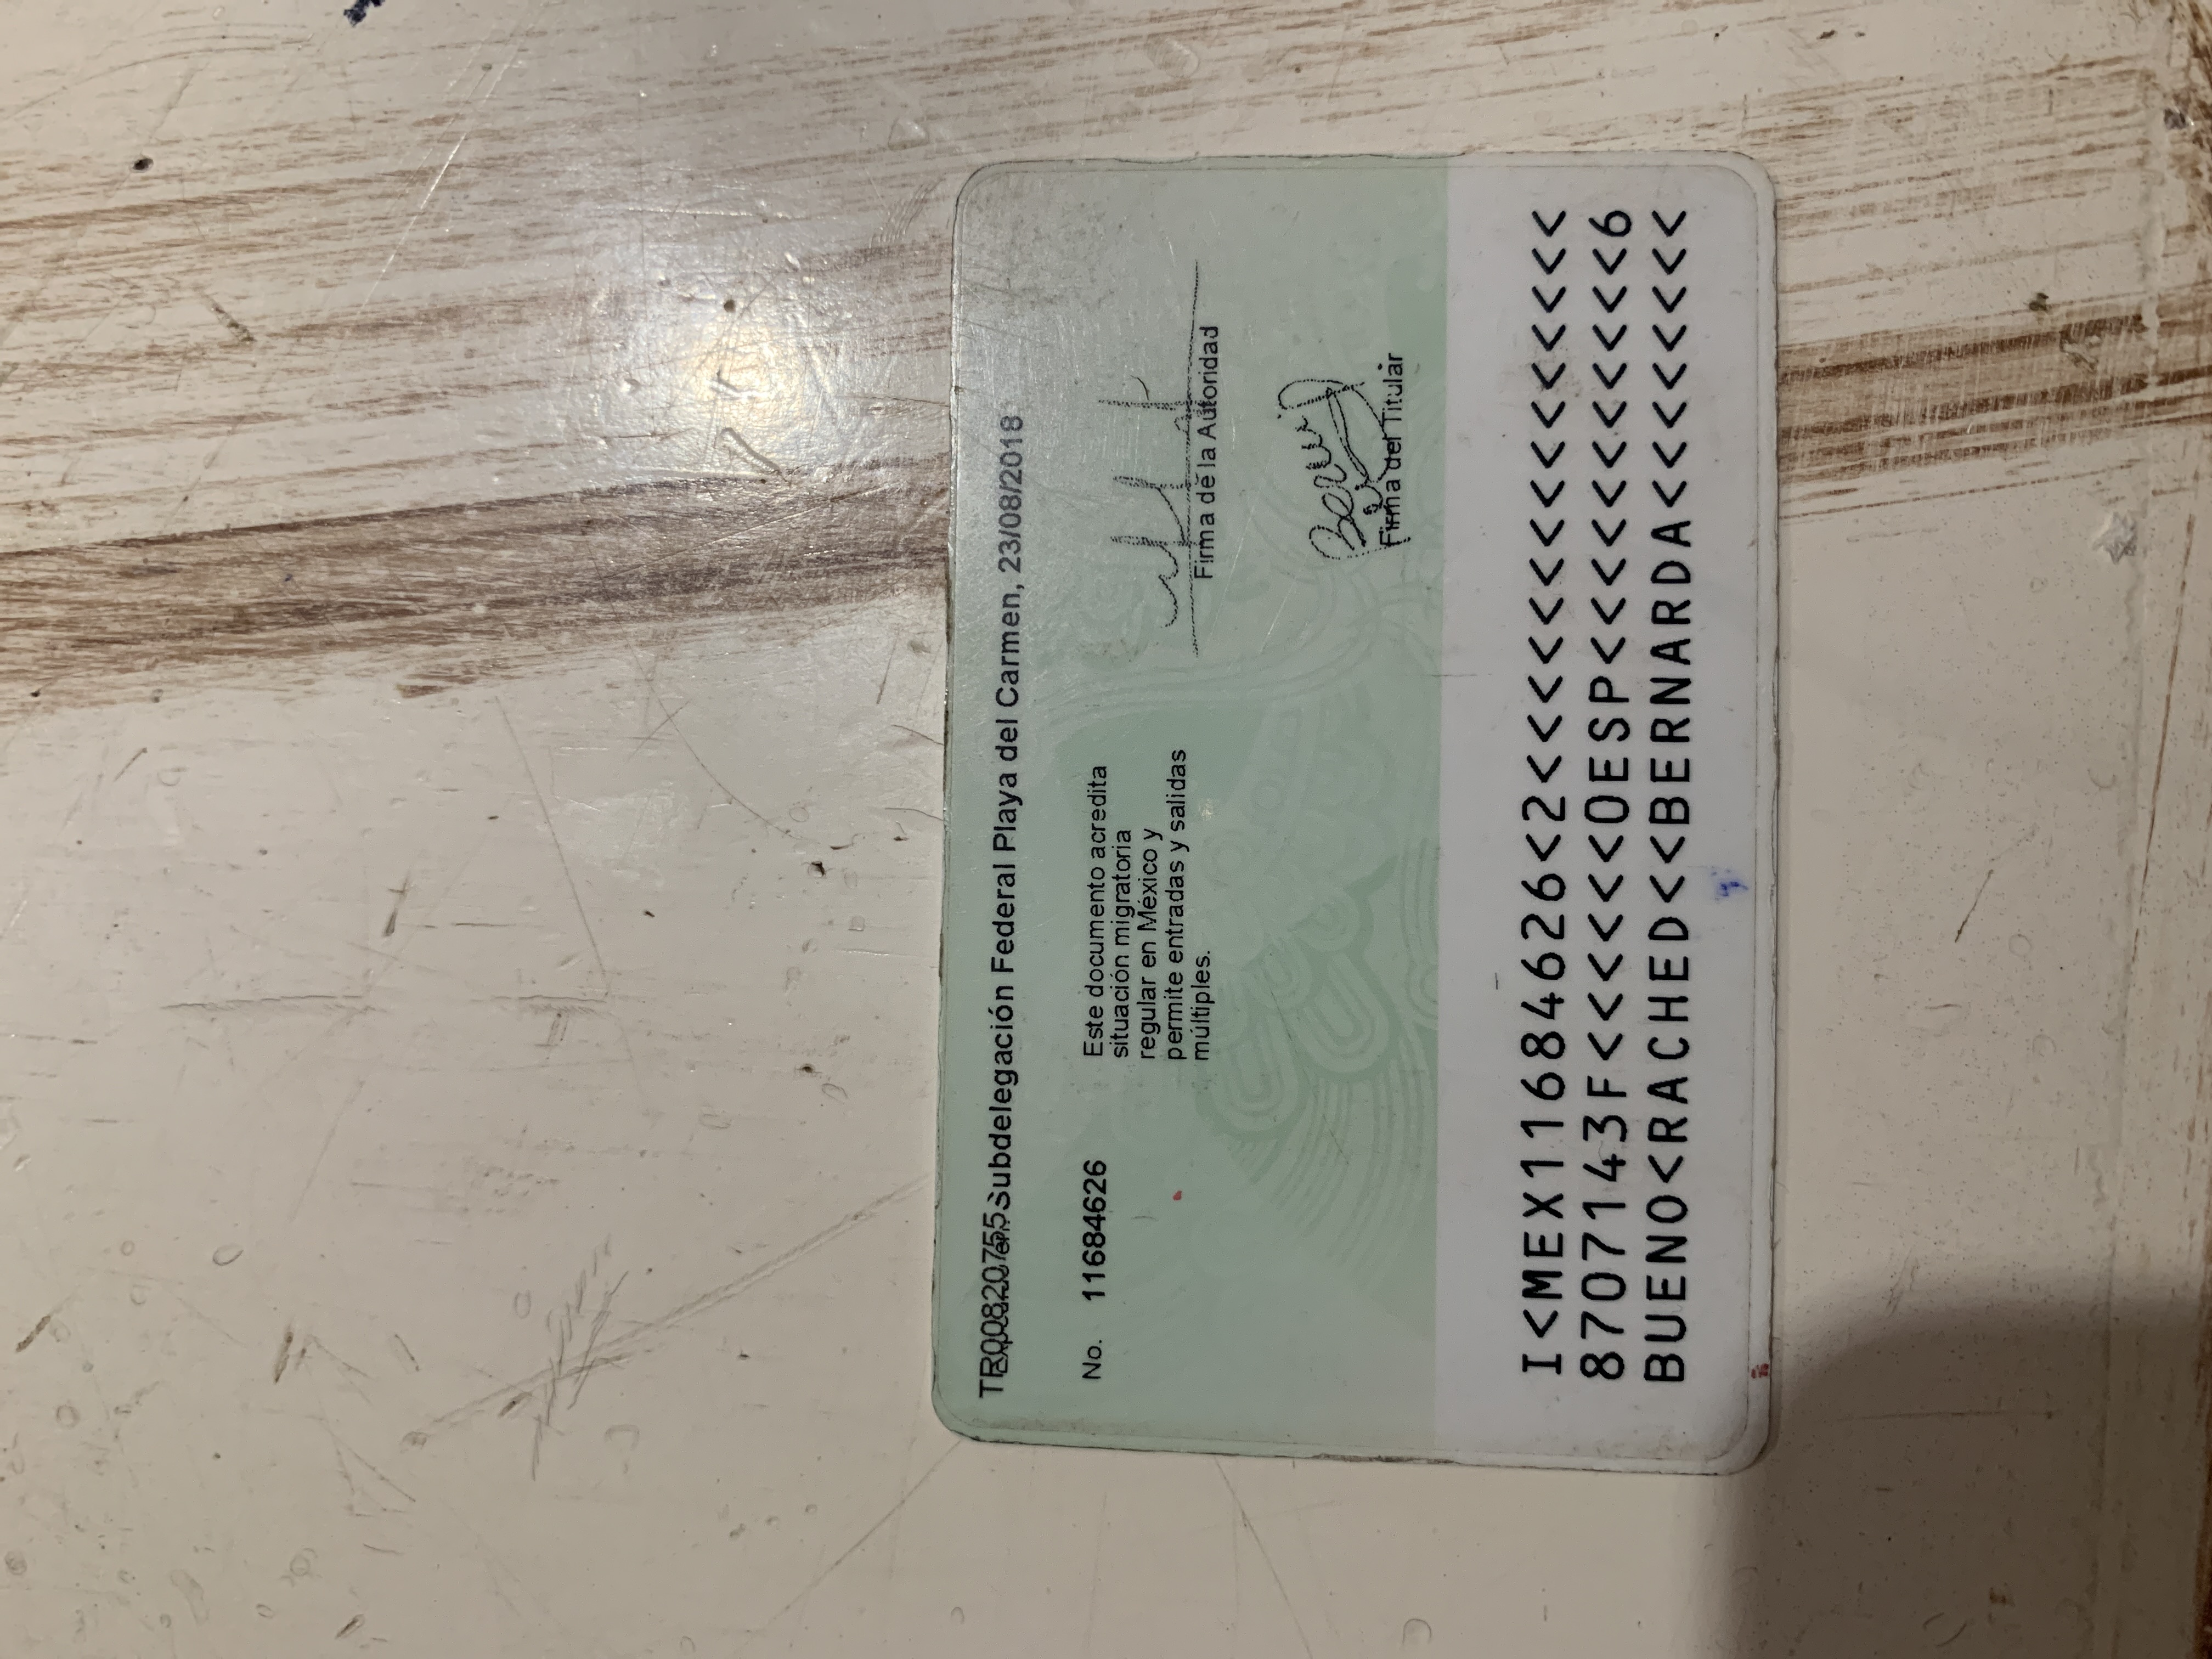 TR0082075 Subdelegación Federal Playa del Carmen, 23/08/2018
No. 11684626
Este documento acredita
situación migratoria
regular en México y
permite entradas y salidas
múltiples.
Firma de la Autoridad
Firma del Titular
I<MEX11684626<2<<<<<<<<<<<<<<<
8707143F<<<<<<0ESP<<<<<<<<<<<6
BUENO<RACHED<<BERNARDA<<<<<<<<